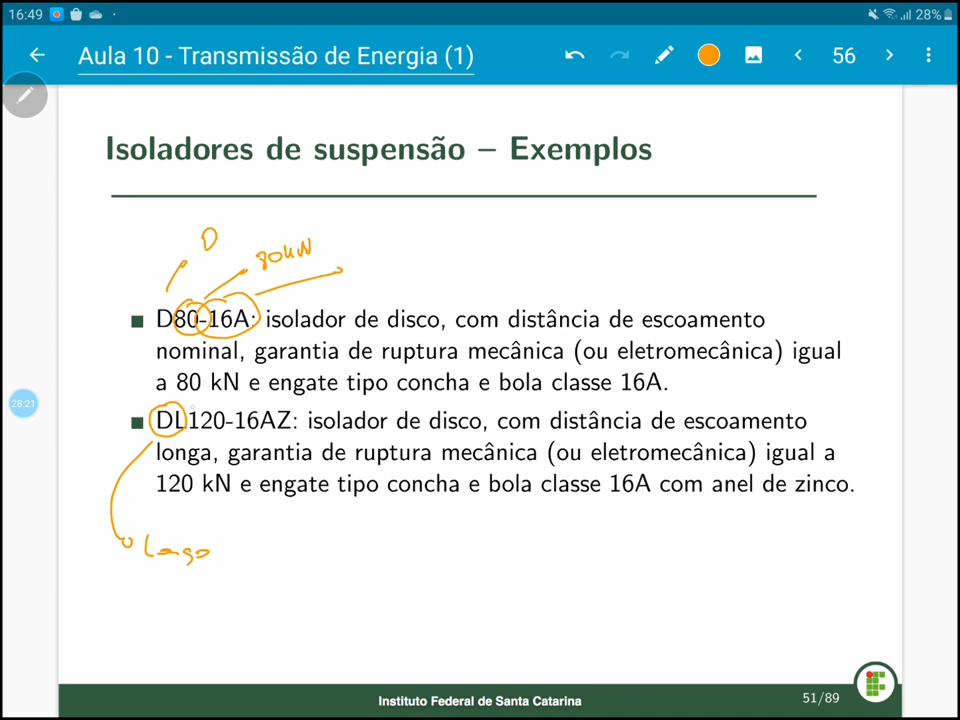 16:49
28%
Aula 10 - Transmissão de Energia (1)
56
Isoladores de suspensão – Exemplos
D
80kN
D80-16A: isolador de disco, com distância de escoamento
nominal, garantia de ruptura mecânica (ou eletromecânica) igual
a 80 kN e engate tipo concha e bola classe 16A.
28:21
DL120-16AZ: isolador de disco, com distância de escoamento
longa, garantia de ruptura mecânica (ou eletromecânica) igual a
120 kN e engate tipo concha e bola classe 16A com anel de zinco.
Longo
Instituto Federal de Santa Catarina
51/89